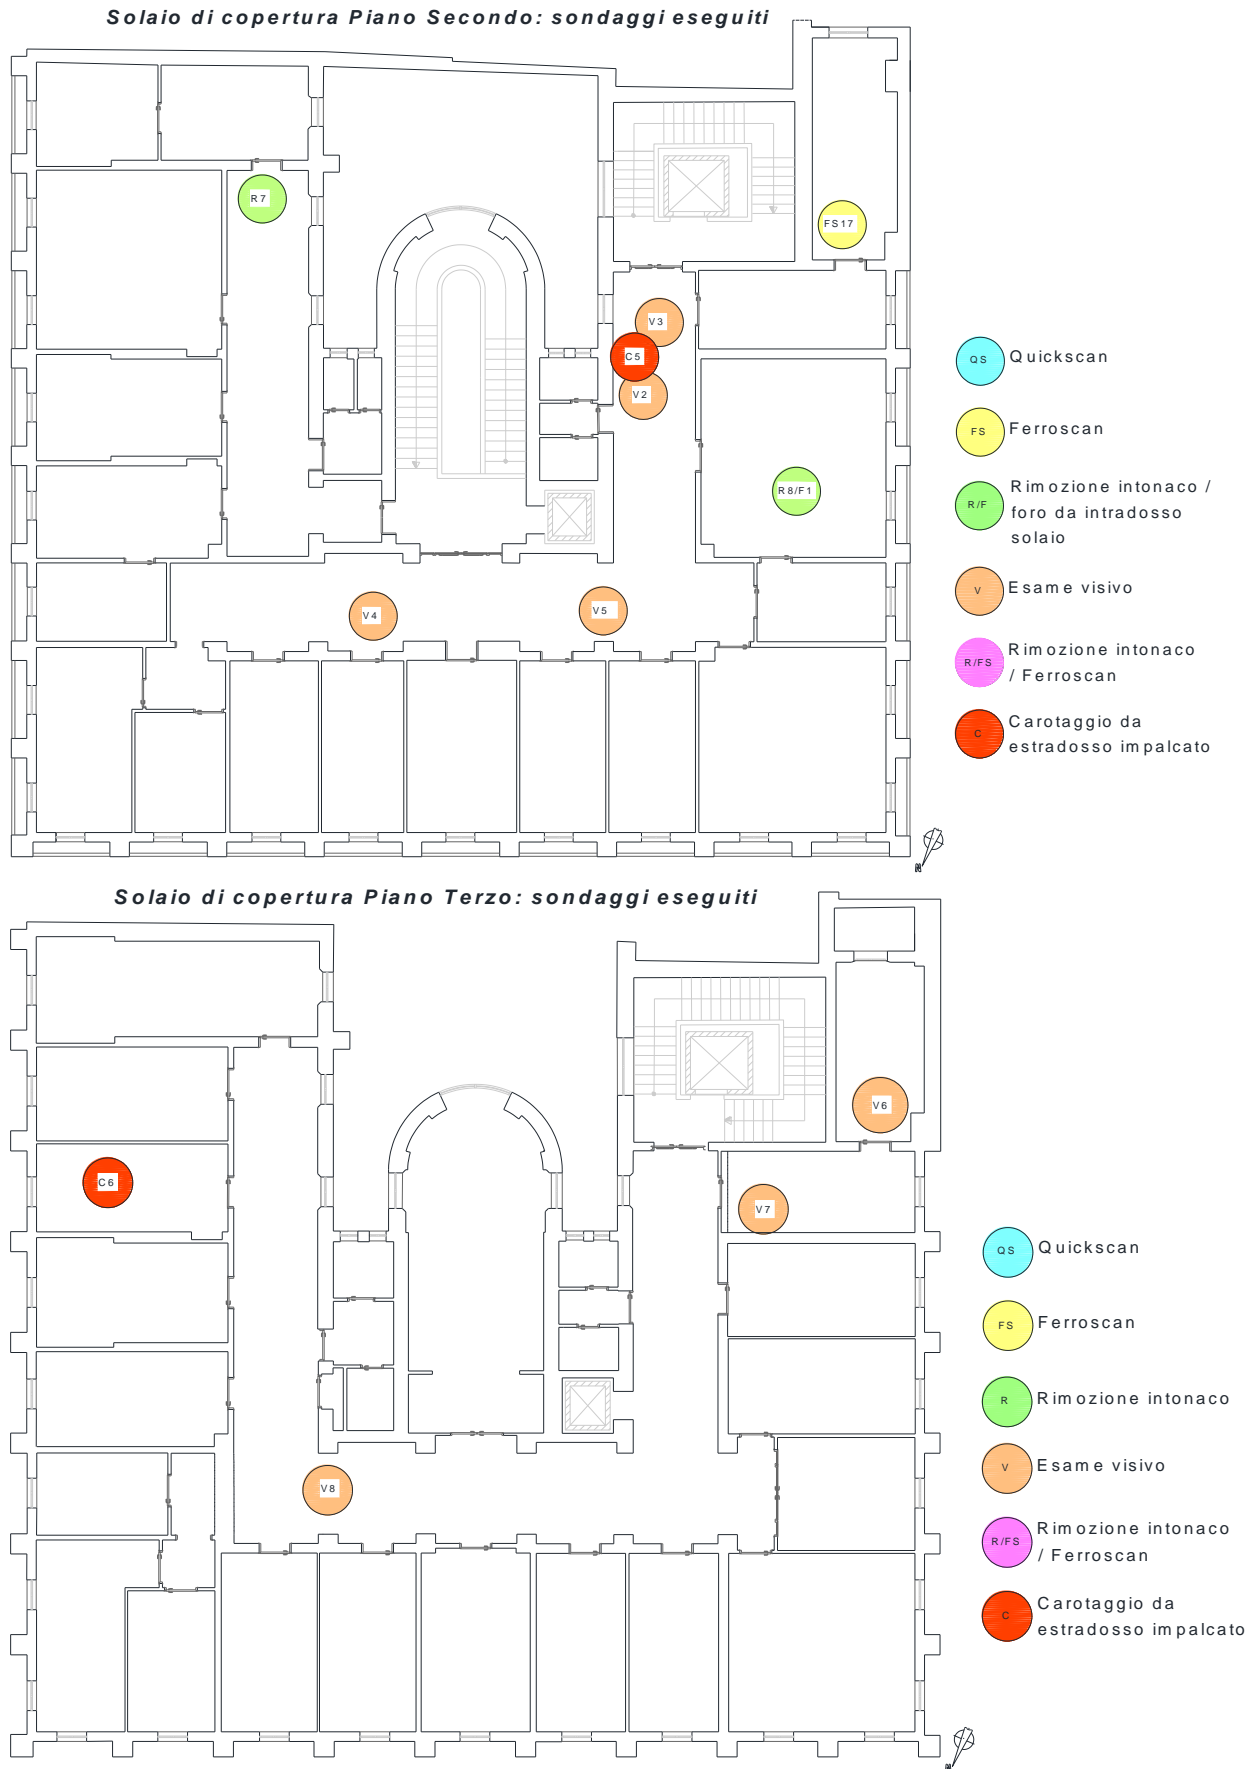 Solaio di copertura Piano Secondo: sondaggi eseguiti
R7
FS17
V3
C5
V2
R8/F1
V4
V5
QS Quickscan
FS Ferroscan
R/F Rimozione intonaco /
foro da intradosso
solaio
V Esame visivo
R/FS Rimozione intonaco
/ Ferroscan
C Carotaggio da
estradosso impalcato
N
Solaio di copertura Piano Terzo: sondaggi eseguiti
V6
C6
V7
V8
QS Quickscan
FS Ferroscan
R Rimozione intonaco
V Esame visivo
R/FS Rimozione intonaco
/ Ferroscan
C Carotaggio da
estradosso impalcato
N